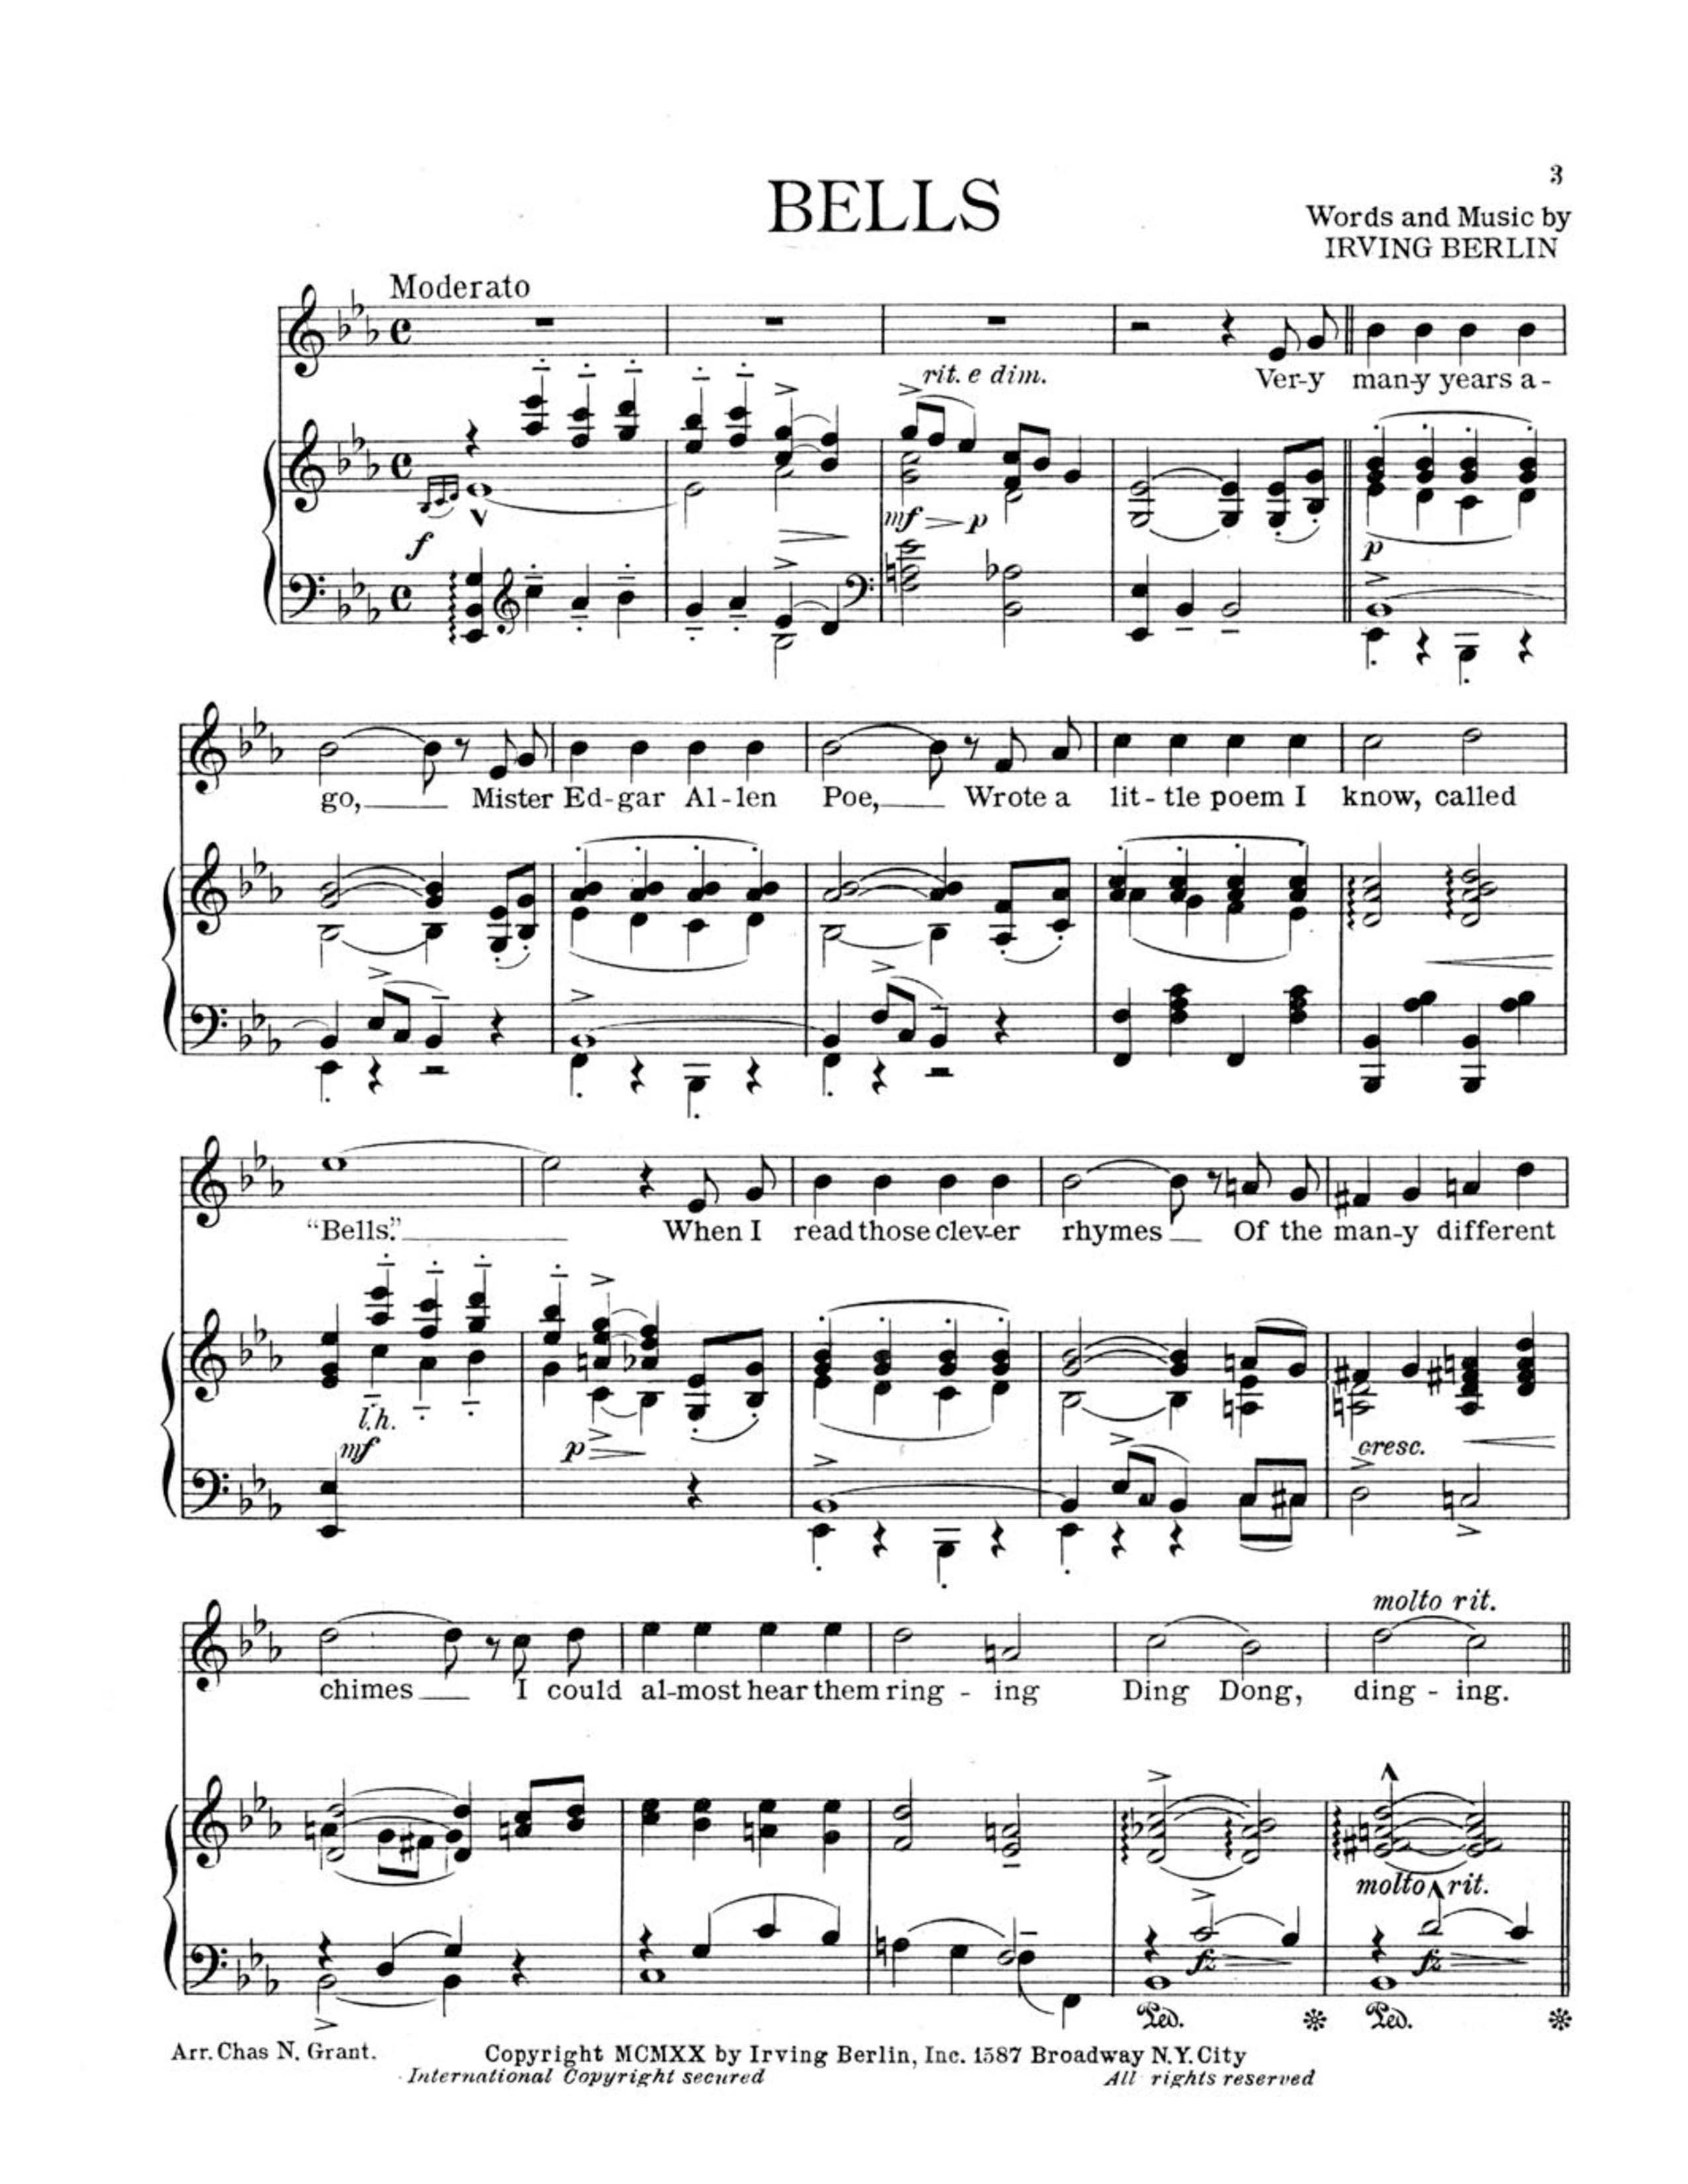 3
BELLS
Words and Music by
IRVING BERLIN
Moderato
rit. e dim.
Ver-y man-y years a-
f
mf p
p
go, Mister Ed-gar Al-len Poe, Wrote a lit-tle poem I know, called
"Bells." When I read those clev-er rhymes Of the man-y different
l.h.
mf
p
cresc.
molto rit.
chimes I could al-most hear them ring - ing Ding Dong, ding - ing.
molto rit.
fz fz
Ped. Ped.
Arr. Chas N. Grant.
Copyright MCMXX by Irving Berlin, Inc. 1587 Broadway N.Y. City
International Copyright secured All rights reserved